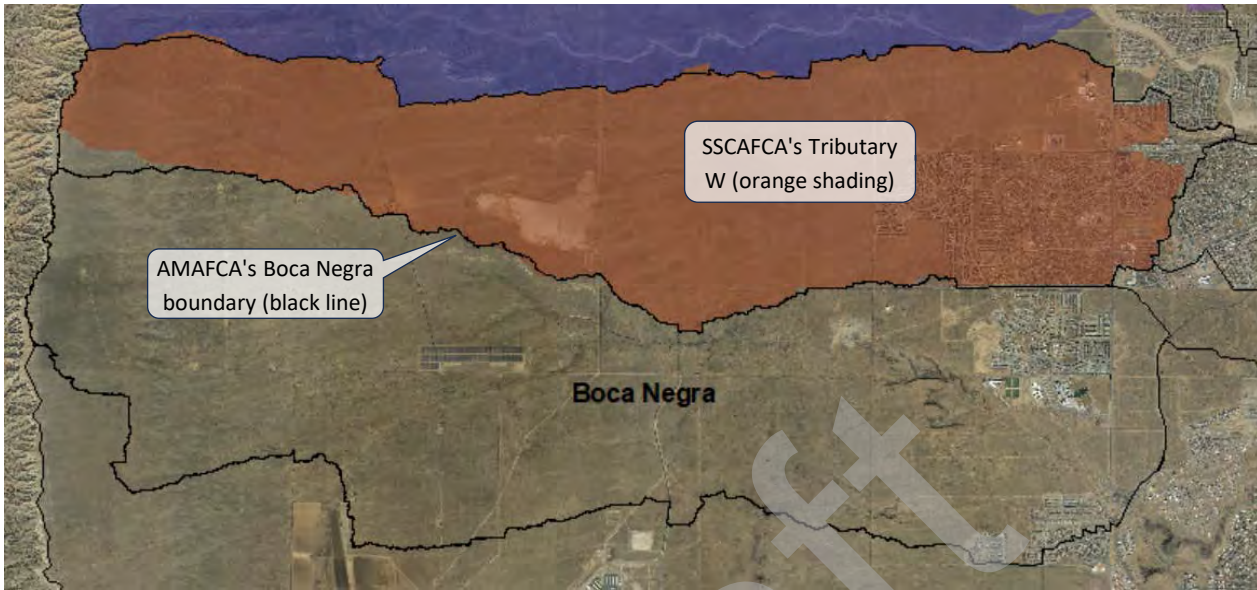 SSCAFCA's Tributary
W (orange shading)
AMAFCA's Boca Negra
boundary (black line)
Boca Negra